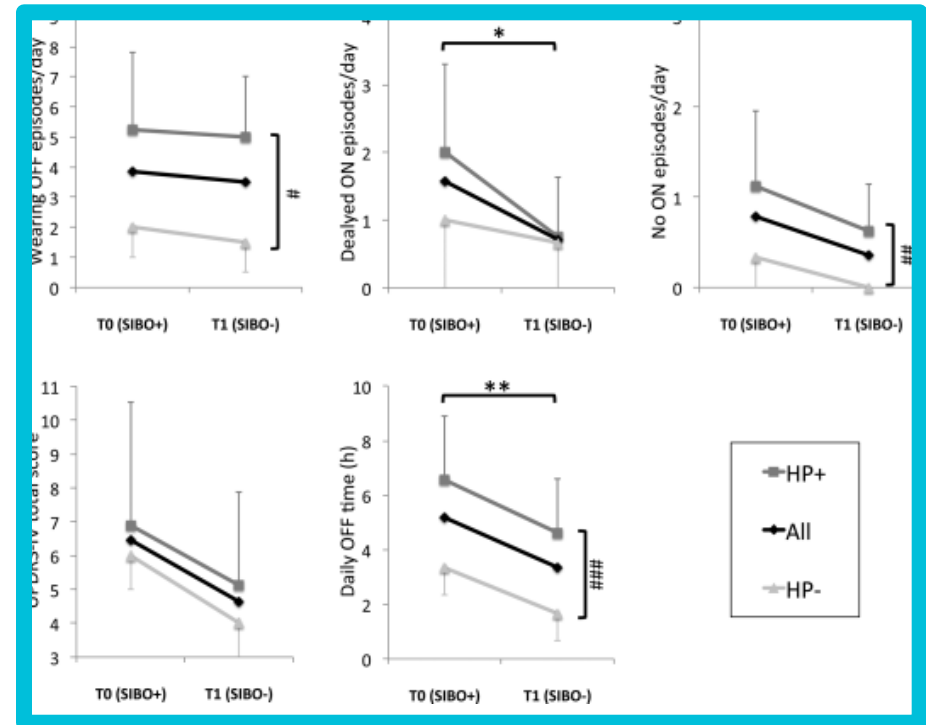 Wearing OFF episodes/day
8
7
6
5
4
3
2
1
0
#
T0 (SIBO+) T1 (SIBO-)
Dealyed ON episodes/day
4
3
2
1
0
*
T0 (SIBO+) T1 (SIBO-)
No ON episodes/day
2
1
0
##
T0 (SIBO+) T1 (SIBO-)
UPDRS-IV total score
11
10
9
8
7
6
5
4
3
T0 (SIBO+) T1 (SIBO-)
Daily OFF time (h)
10
8
6
4
2
0
**
###
T0 (SIBO+) T1 (SIBO-)
HP+
All
HP-